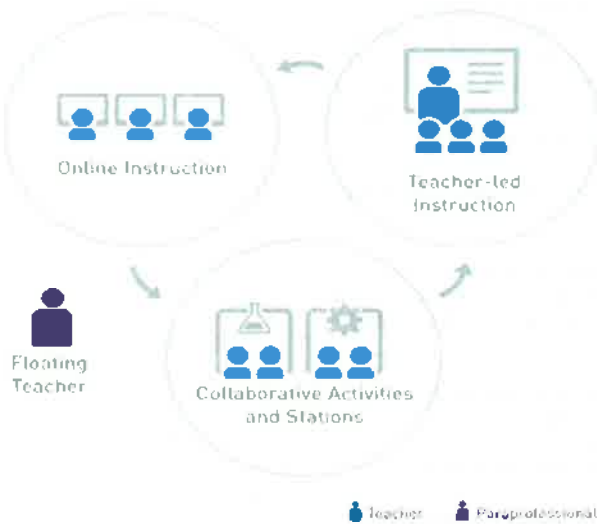 Online Instruction
Teacher-led
Instruction
Floating
Teacher
Collaborative Activities
and Stations
Teacher
Paraprofessional